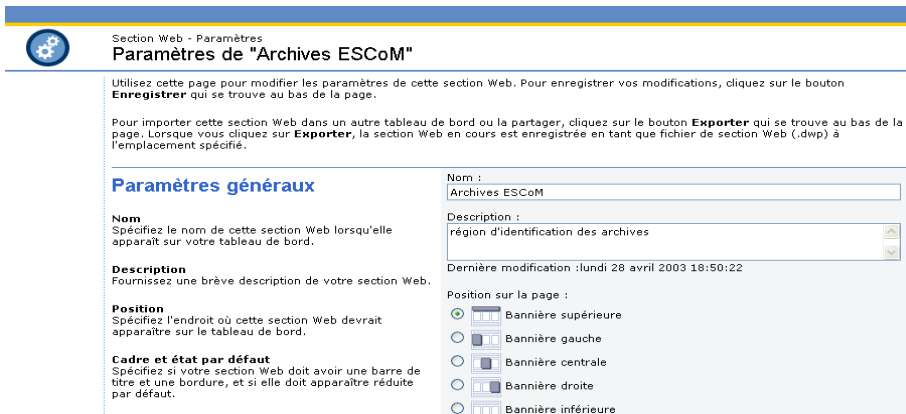 Section Web - Paramètres
Paramètres de "Archives ESCoM"
Utilisez cette page pour modifier les paramètres de cette section Web. Pour enregistrer vos modifications, cliquez sur le bouton
Enregistrer qui se trouve au bas de la page.
Pour importer cette section Web dans un autre tableau de bord ou la partager, cliquez sur le bouton Exporter qui se trouve au bas de la
page. Lorsque vous cliquez sur Exporter, la section Web en cours est enregistrée en tant que fichier de section Web (.dwp) à
l'emplacement spécifié.
Paramètres généraux
Nom
Spécifiez le nom de cette section Web lorsqu'elle
apparaît sur votre tableau de bord.
Description
Fournissez une brève description de votre section Web.
Position
Spécifiez l'endroit où cette section Web devrait
apparaître sur le tableau de bord.
Cadre et état par défaut
Spécifiez si votre section Web doit avoir une barre de
titre et une bordure, et si elle doit apparaître réduite
par défaut.
Nom :
Archives ESCoM
Description :
région d'identification des archives
Dernière modification :lundi 28 avril 2003 18:50:22
Position sur la page :
Bannière supérieure
Bannière gauche
Bannière centrale
Bannière droite
Bannière inférieure